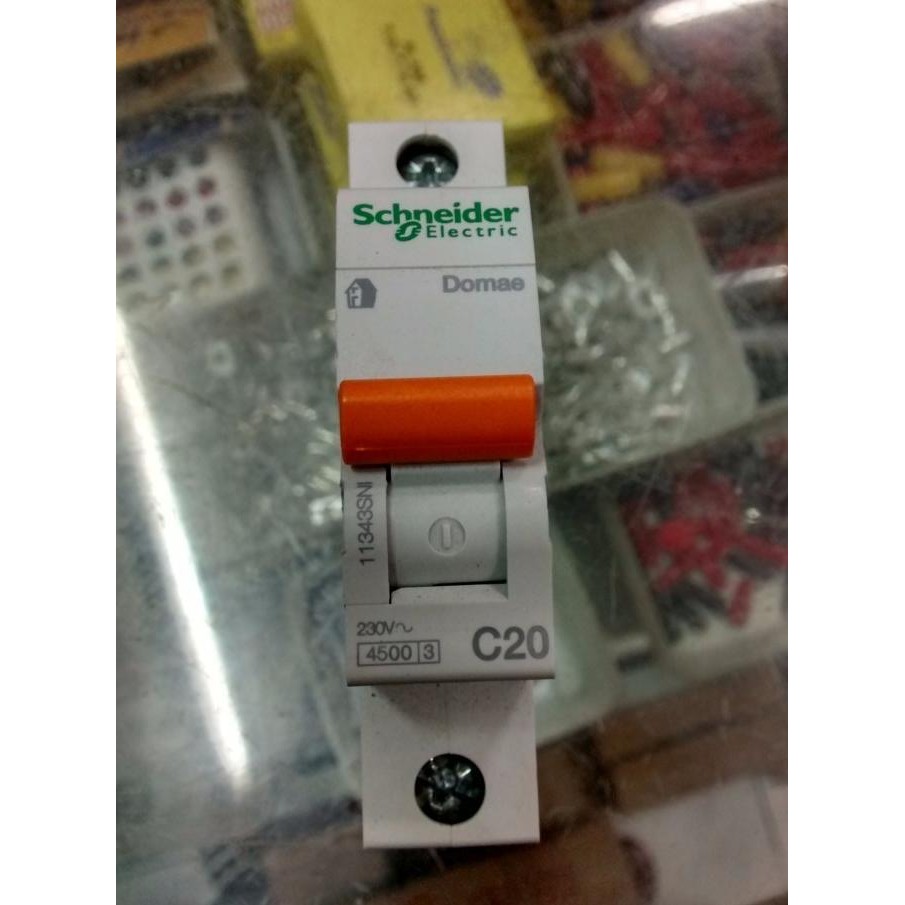 Schneider
Electric
Domae
11343SNI
230V~
4500 3
C20